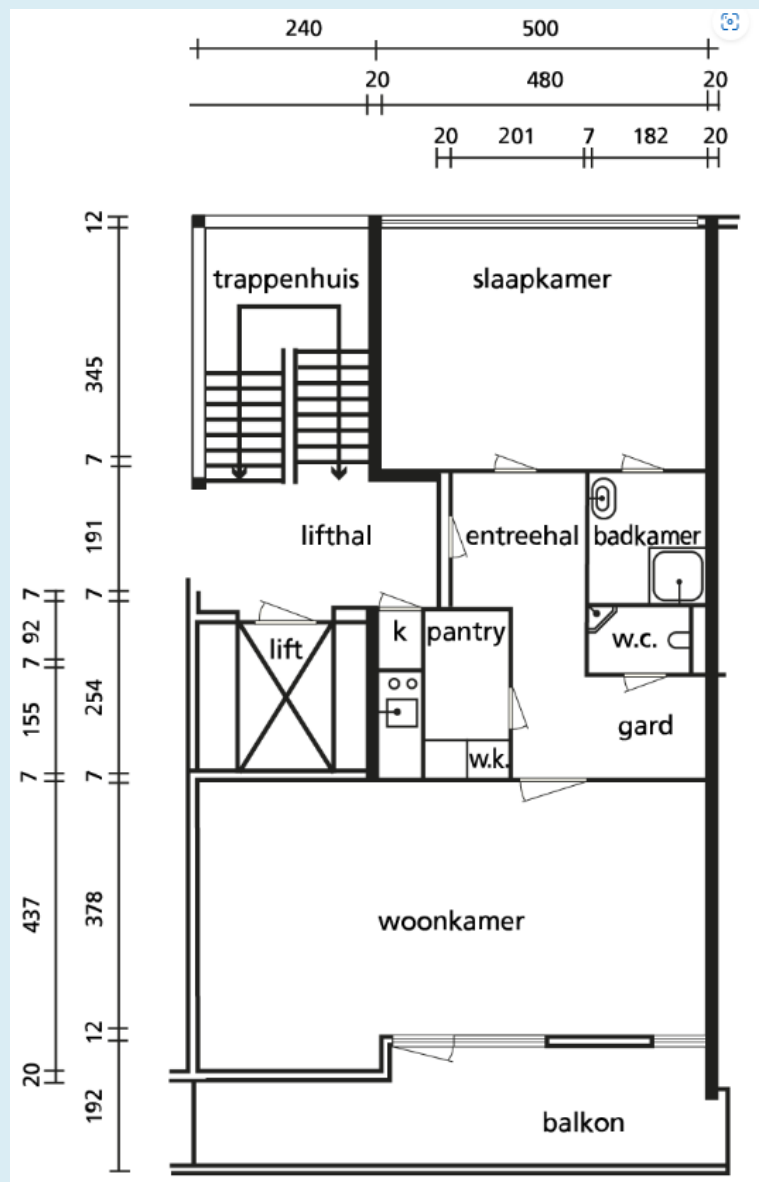 240 500
20 480 20
20 201 7 182 20
12
345
7
191
7
254
7
378
12
192
7
92
7
155
7
437
20
trappenhuis
slaapkamer
lifthal
entreehal
badkamer
k
pantry
w.c.
lift
gard
w.k.
woonkamer
balkon